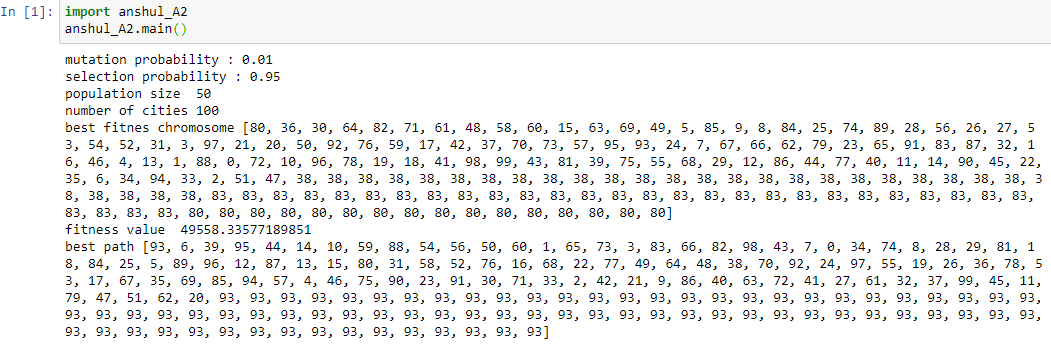 In [1]: import anshul_A2
anshul_A2.main()
mutation probability : 0.01
selection probability : 0.95
population size  50
number of cities 100
best fitnes chromosome [80, 36, 30, 64, 82, 71, 61, 48, 58, 60, 15, 63, 69, 49, 5, 85, 9, 8, 84, 25, 74, 89, 28, 56, 26, 27, 5
3, 54, 52, 31, 3, 97, 21, 20, 50, 92, 76, 59, 17, 42, 37, 70, 73, 57, 95, 93, 24, 7, 67, 66, 62, 79, 23, 65, 91, 83, 87, 32, 1
6, 46, 4, 13, 1, 88, 0, 72, 10, 96, 78, 19, 18, 41, 98, 99, 43, 81, 39, 75, 55, 68, 29, 12, 86, 44, 77, 40, 11, 14, 90, 45, 22,
35, 6, 34, 94, 33, 2, 51, 47, 38, 38, 38, 38, 38, 38, 38, 38, 38, 38, 38, 38, 38, 38, 38, 38, 38, 38, 38, 38, 38, 38, 38, 38, 3
8, 38, 38, 38, 38, 83, 83, 83, 83, 83, 83, 83, 83, 83, 83, 83, 83, 83, 83, 83, 83, 83, 83, 83, 83, 83, 83, 83, 83, 83, 83, 83,
83, 83, 83, 83, 80, 80, 80, 80, 80, 80, 80, 80, 80, 80, 80, 80, 80, 80, 80, 80]
fitness value  49558.33577189851
best path [93, 6, 39, 95, 44, 14, 10, 59, 88, 54, 56, 50, 60, 1, 65, 73, 3, 83, 66, 82, 98, 43, 7, 0, 34, 74, 8, 28, 29, 81, 1
8, 84, 25, 5, 89, 96, 12, 87, 13, 15, 80, 31, 58, 52, 76, 16, 68, 22, 77, 49, 64, 48, 38, 70, 92, 24, 97, 55, 19, 26, 36, 78, 5
3, 17, 67, 35, 69, 85, 94, 57, 4, 46, 75, 90, 23, 91, 30, 71, 33, 2, 42, 21, 9, 86, 40, 63, 72, 41, 27, 61, 32, 37, 99, 45, 11,
79, 47, 51, 62, 20, 93, 93, 93, 93, 93, 93, 93, 93, 93, 93, 93, 93, 93, 93, 93, 93, 93, 93, 93, 93, 93, 93, 93, 93, 93, 93, 93,
93, 93, 93, 93, 93, 93, 93, 93, 93, 93, 93, 93, 93, 93, 93, 93, 93, 93, 93, 93, 93, 93, 93, 93, 93, 93, 93, 93, 93, 93, 93, 93,
93, 93, 93, 93, 93, 93, 93, 93, 93, 93, 93, 93, 93, 93, 93, 93]